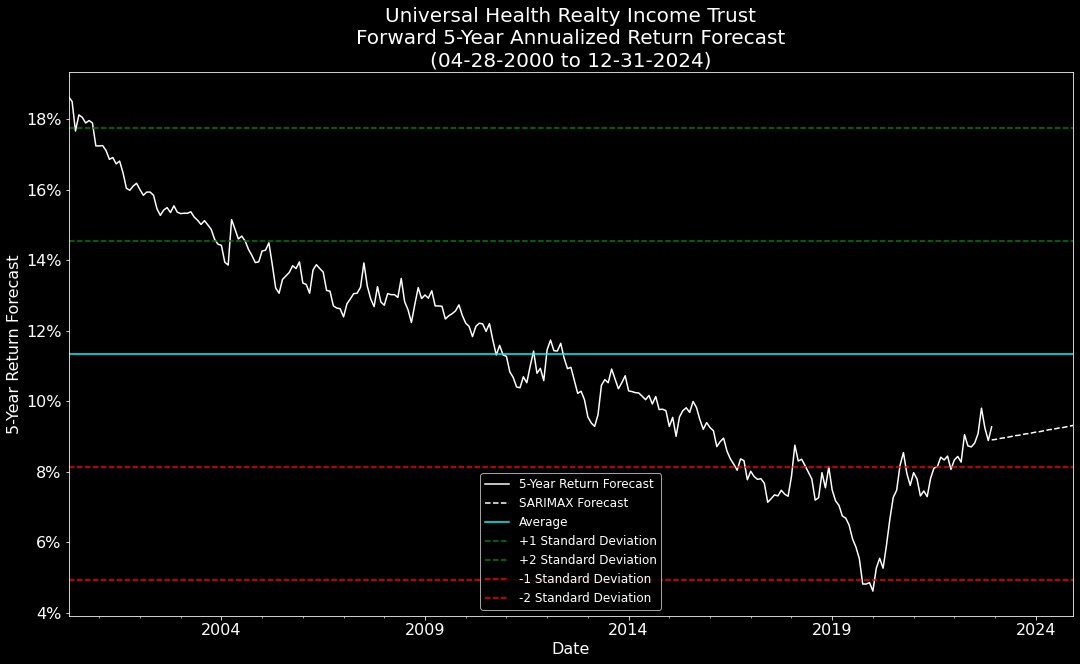 Universal Health Realty Income Trust
Forward 5-Year Annualized Return Forecast
(04-28-2000 to 12-31-2024)
5-Year Return Forecast
18%
16%
14%
12%
10%
8%
6%
4%
5-Year Return Forecast
SARIMAX Forecast
Average
+1 Standard Deviation
+2 Standard Deviation
-1 Standard Deviation
-2 Standard Deviation
2004
2009
2014
2019
2024
Date